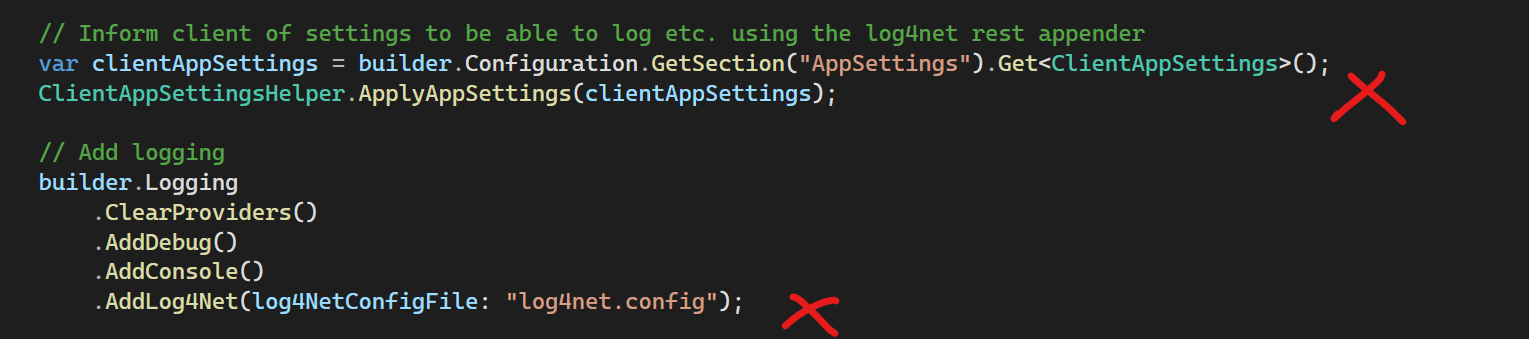 // Inform client of settings to be able to log etc. using the log4net rest appender
var clientAppSettings = builder.Configuration.GetSection("AppSettings").Get<ClientAppSettings>();
ClientAppSettingsHelper.ApplyAppSettings(clientAppSettings);
// Add logging
builder.Logging
.ClearProviders()
.AddDebug()
.AddConsole()
.AddLog4Net(log4NetConfigFile: "log4net.config");